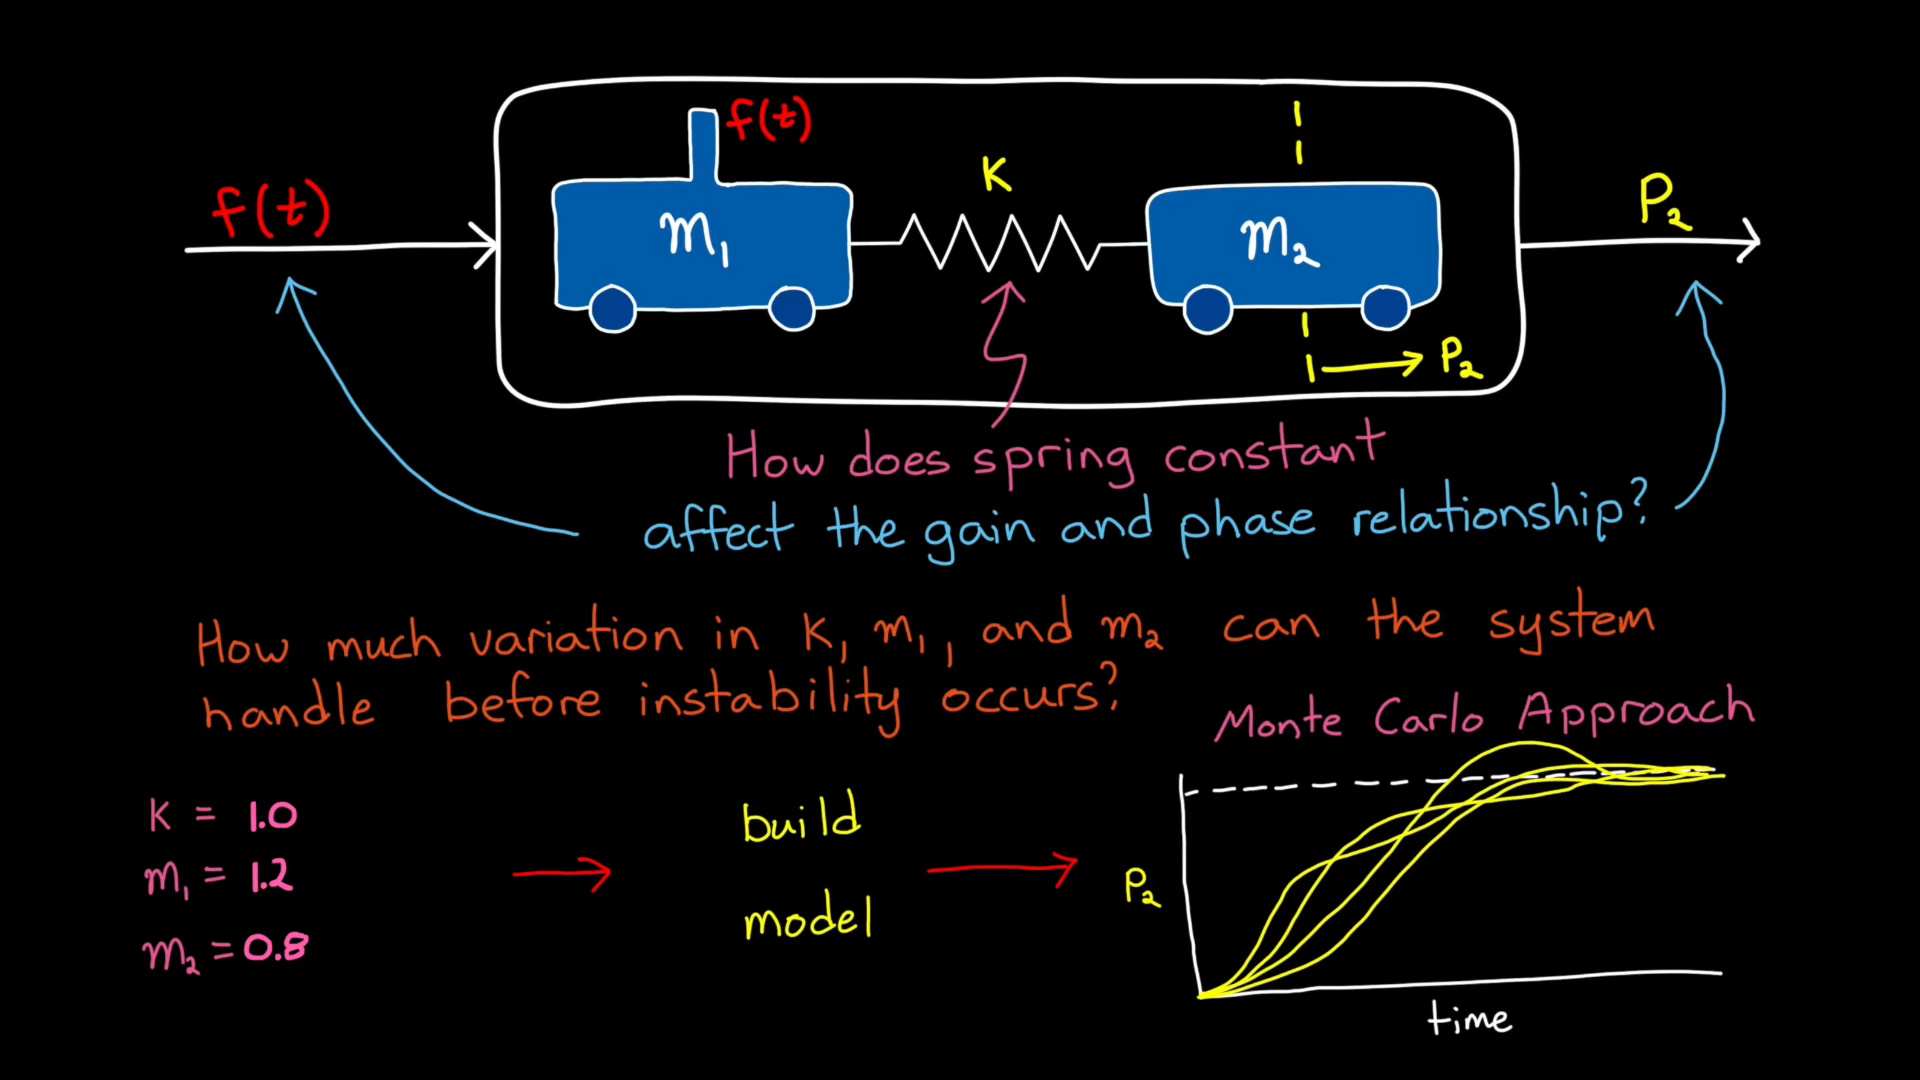 f(t)
K
f(t)
m₁
m₂
P₂
P₂
How does spring constant
affect the gain and phase relationship?
How much variation in K, m₁, and m₂ can the system
handle before instability occurs?
Monte Carlo Approach
K = 1.0
m₁ = 1.2
m₂ = 0.8
build
model
P₂
time